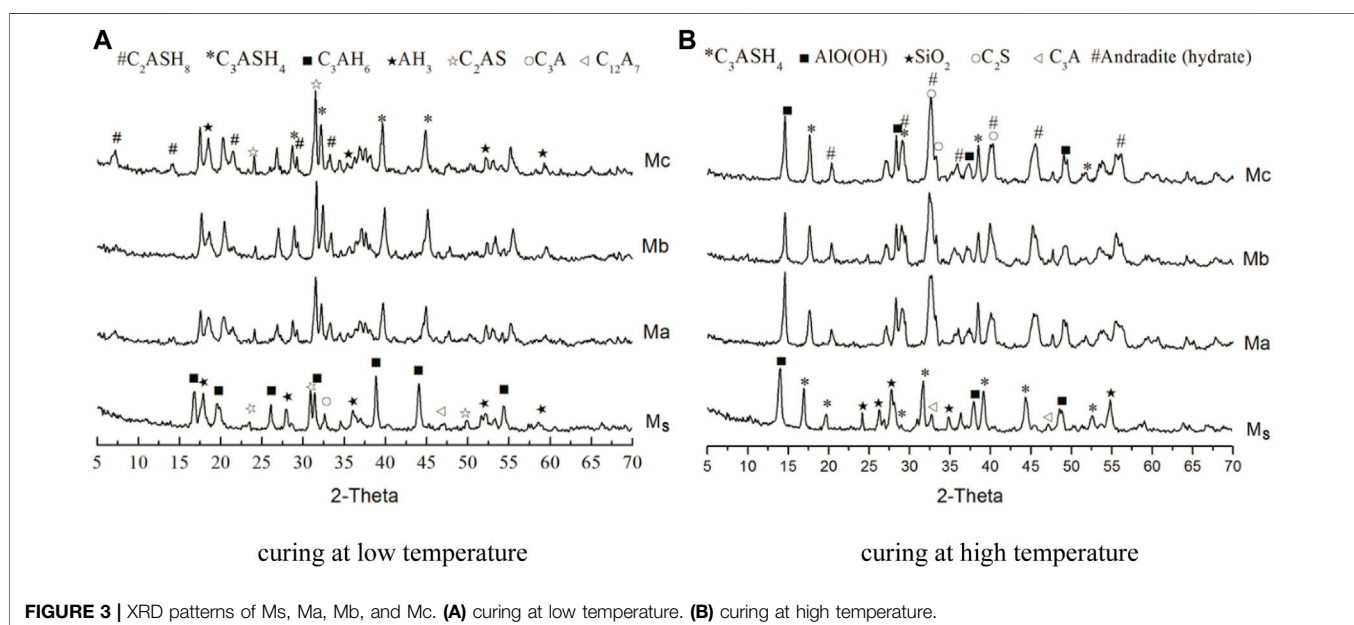 A
#C₂ASH₈ *C₃ASH₄ ■ C₃AH₆ ★AH₃ ☆C₂AS ○C₃A ◁ C₁₂A₇
Mc
Mb
Ma
Ms
5 10 15 20 25 30 35 40 45 50 55 60 65 70
2-Theta
curing at low temperature
B
*C₃ASH₄ ■ AlO(OH) ★SiO₂ ○C₂S ◁ C₃A #Andradite (hydrate)
Mc
Mb
Ma
Ms
5 10 15 20 25 30 35 40 45 50 55 60 65 70
2-Theta
curing at high temperature
FIGURE 3 | XRD patterns of Ms, Ma, Mb, and Mc. (A) curing at low temperature. (B) curing at high temperature.